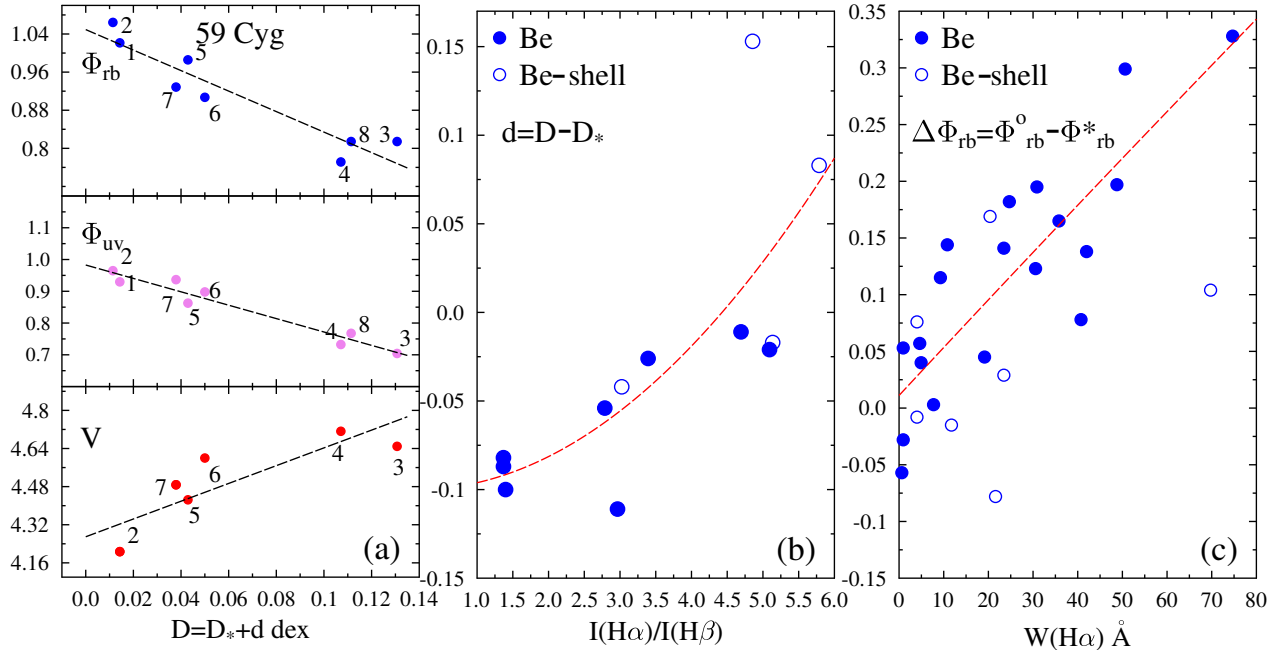 59 Cyg
Φrb
1.04
0.96
0.88
0.8
2
1
5
7
6
8
3
4
Φuv
1.1
1.0
0.9
0.8
0.7
2
1
7
5
6
4
8
3
V
4.8
4.64
4.48
4.32
4.16
2
7
5
6
4
3
(a)
0.0 0.02 0.04 0.06 0.08 0.1 0.12 0.14
D=D*+d dex
Be
Be-shell
d=D-D*
0.15
0.1
0.05
0.0
-0.05
-0.1
-0.15
(b)
1.0 1.5 2.0 2.5 3.0 3.5 4.0 4.5 5.0 5.5 6.0
I(Hα)/I(Hβ)
Be
Be-shell
ΔΦrb=Φ°rb-Φ*rb
0.35
0.3
0.25
0.2
0.15
0.1
0.05
0.0
-0.05
-0.1
-0.15
(c)
0 10 20 30 40 50 60 70 80
W(Hα) Å